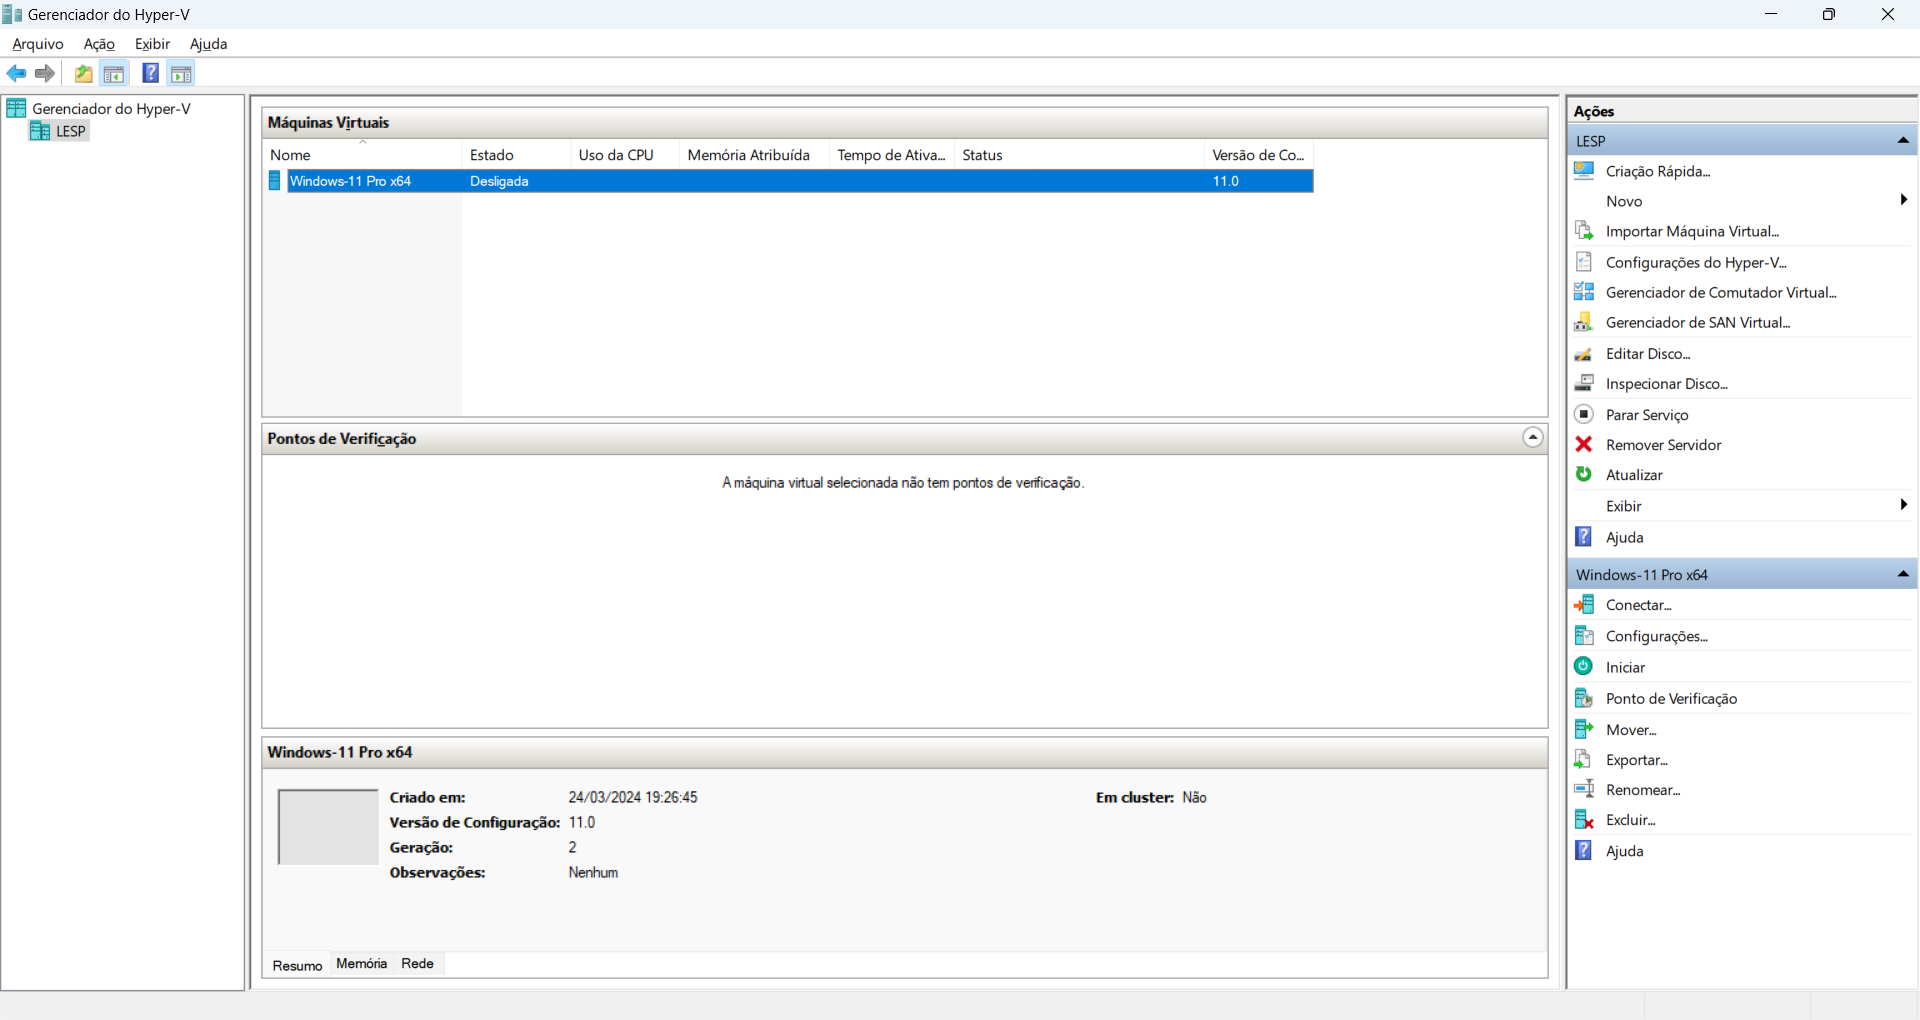 Gerenciador do Hyper-V
Arquivo Ação Exibir Ajuda
Gerenciador do Hyper-V
LESP
Máquinas Virtuais
Nome Estado Uso da CPU Memória Atribuída Tempo de Ativa... Status Versão de Co...
Windows-11 Pro x64 Desligada 11.0
Pontos de Verificação
A máquina virtual selecionada não tem pontos de verificação.
Windows-11 Pro x64
Criado em: 24/03/2024 19:26:45 Em cluster: Não
Versão de Configuração: 11.0
Geração: 2
Observações: Nenhum
Resumo Memória Rede
Ações
LESP
Criação Rápida...
Novo
Importar Máquina Virtual...
Configurações do Hyper-V...
Gerenciador de Comutador Virtual...
Gerenciador de SAN Virtual...
Editar Disco...
Inspecionar Disco...
Parar Serviço
Remover Servidor
Atualizar
Exibir
Ajuda
Windows-11 Pro x64
Conectar...
Configurações...
Iniciar
Ponto de Verificação
Mover...
Exportar...
Renomear...
Excluir...
Ajuda